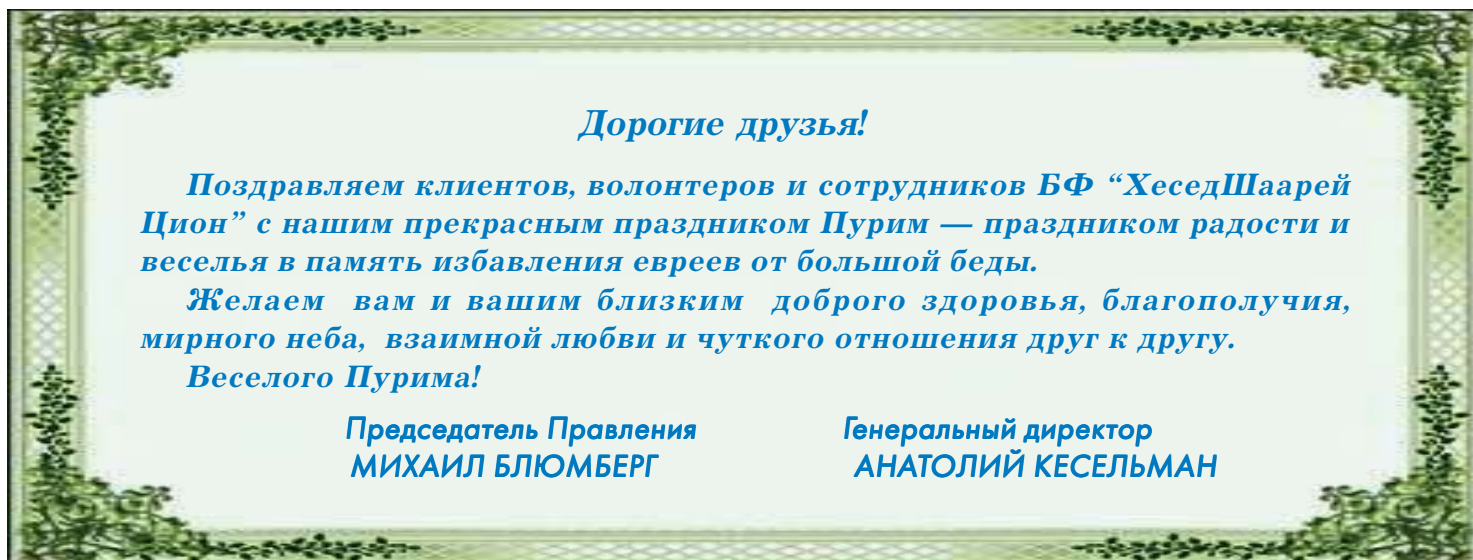 Дорогие друзья!
Поздравляем клиентов, волонтеров и сотрудников БФ “ХеседШаарей
Цион” с нашим прекрасным праздником Пурим — праздником радости и
веселья в память избавления евреев от большой беды.
Желаем вам и вашим близким доброго здоровья, благополучия,
мирного неба, взаимной любви и чуткого отношения друг к другу.
Веселого Пурима!
Председатель Правления Генеральный директор
МИХАИЛ БЛЮМБЕРГ АНАТОЛИЙ КЕСЕЛЬМАН